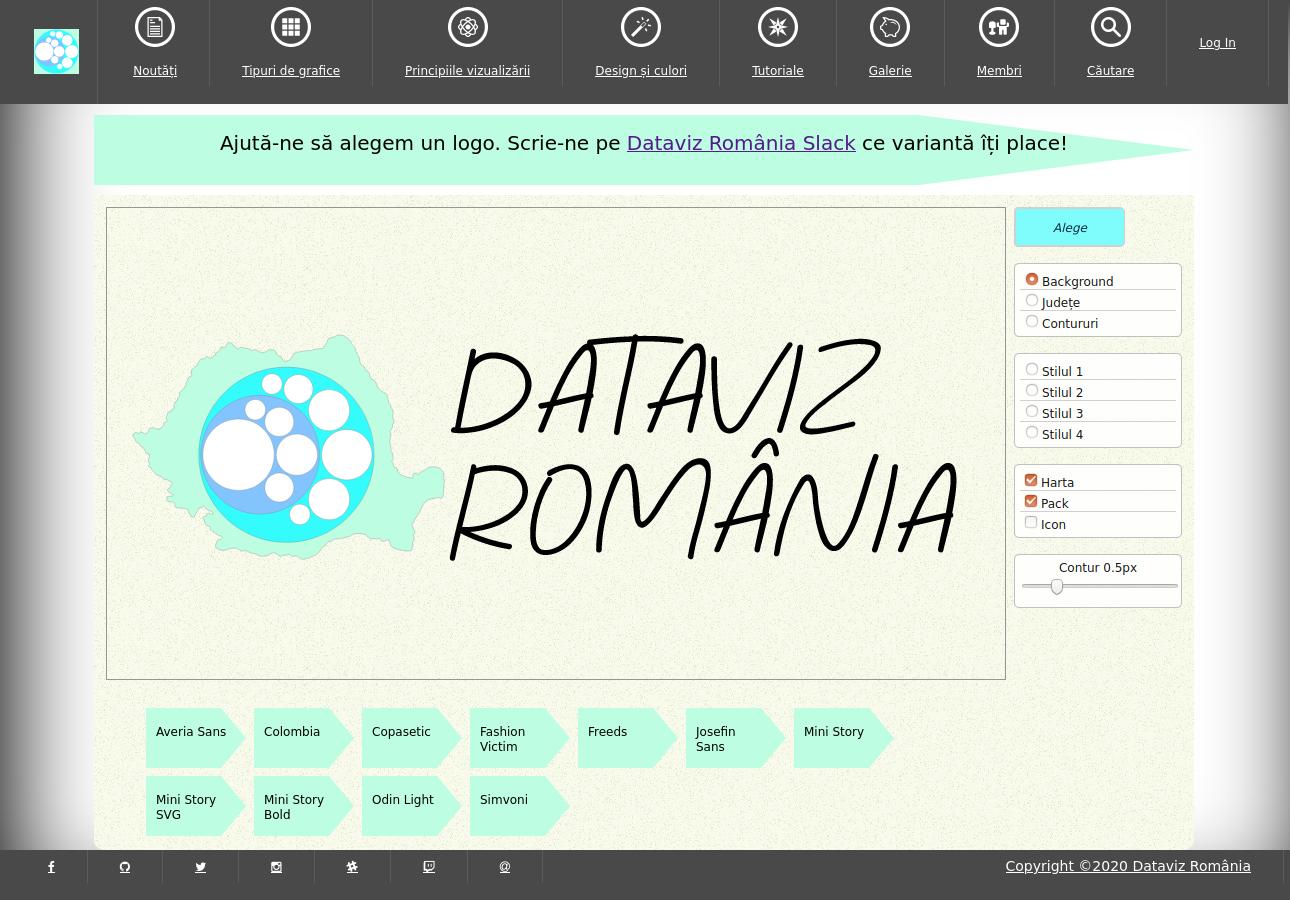 Noutăți
Tipuri de grafice
Principiile vizualizării
Design și culori
Tutoriale
Galerie
Membri
Căutare
Log In
Ajută-ne să alegem un logo. Scrie-ne pe Dataviz România Slack ce variantă îți place!
DATAVIZ
ROMÂNIA
Alege
Background
Județe
Contururi
Stilul 1
Stilul 2
Stilul 3
Stilul 4
Harta
Pack
Icon
Contur 0.5px
Averia Sans
Colombia
Copasetic
Fashion
Victim
Freeds
Josefin
Sans
Mini Story
Mini Story
SVG
Mini Story
Bold
Odin Light
Simvoni
@
Copyright ©2020 Dataviz România